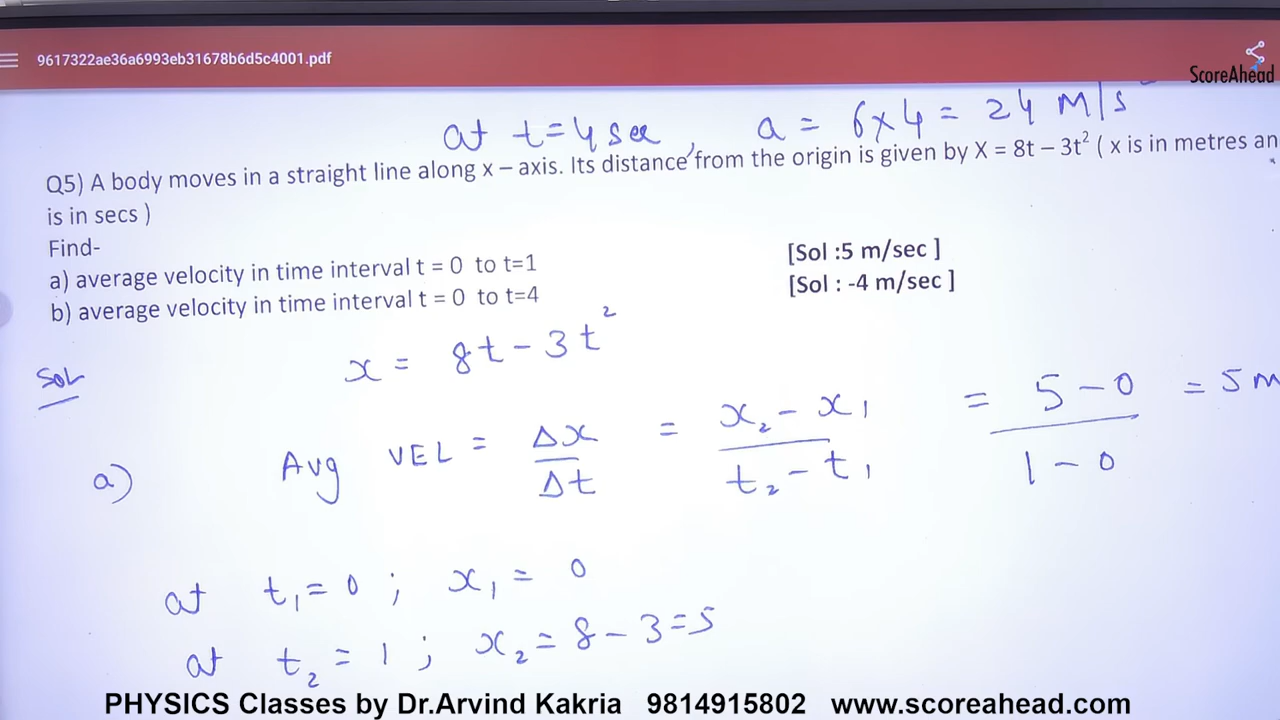 9617322ae36a6993eb31678b6d5c4001.pdf
ScoreAhead
at t=4 sec, a = 6x4 = 24 M/s
Q5) A body moves in a straight line along x – axis. Its distance from the origin is given by X = 8t – 3t² ( x is in metres an
is in secs )
Find-
a) average velocity in time interval t = 0 to t=1 [Sol :5 m/sec ]
b) average velocity in time interval t = 0 to t=4 [Sol : -4 m/sec ]
Sol
x = 8t – 3t²
a) Avg VEL = Δx/Δt = x₂ – x₁/t₂ – t₁ = 5 – 0/1 – 0 = 5 m
at t₁ = 0 ; x₁ = 0
at t₂ = 1 ; x₂ = 8 – 3 = 5
PHYSICS Classes by Dr.Arvind Kakria 9814915802 www.scoreahead.com